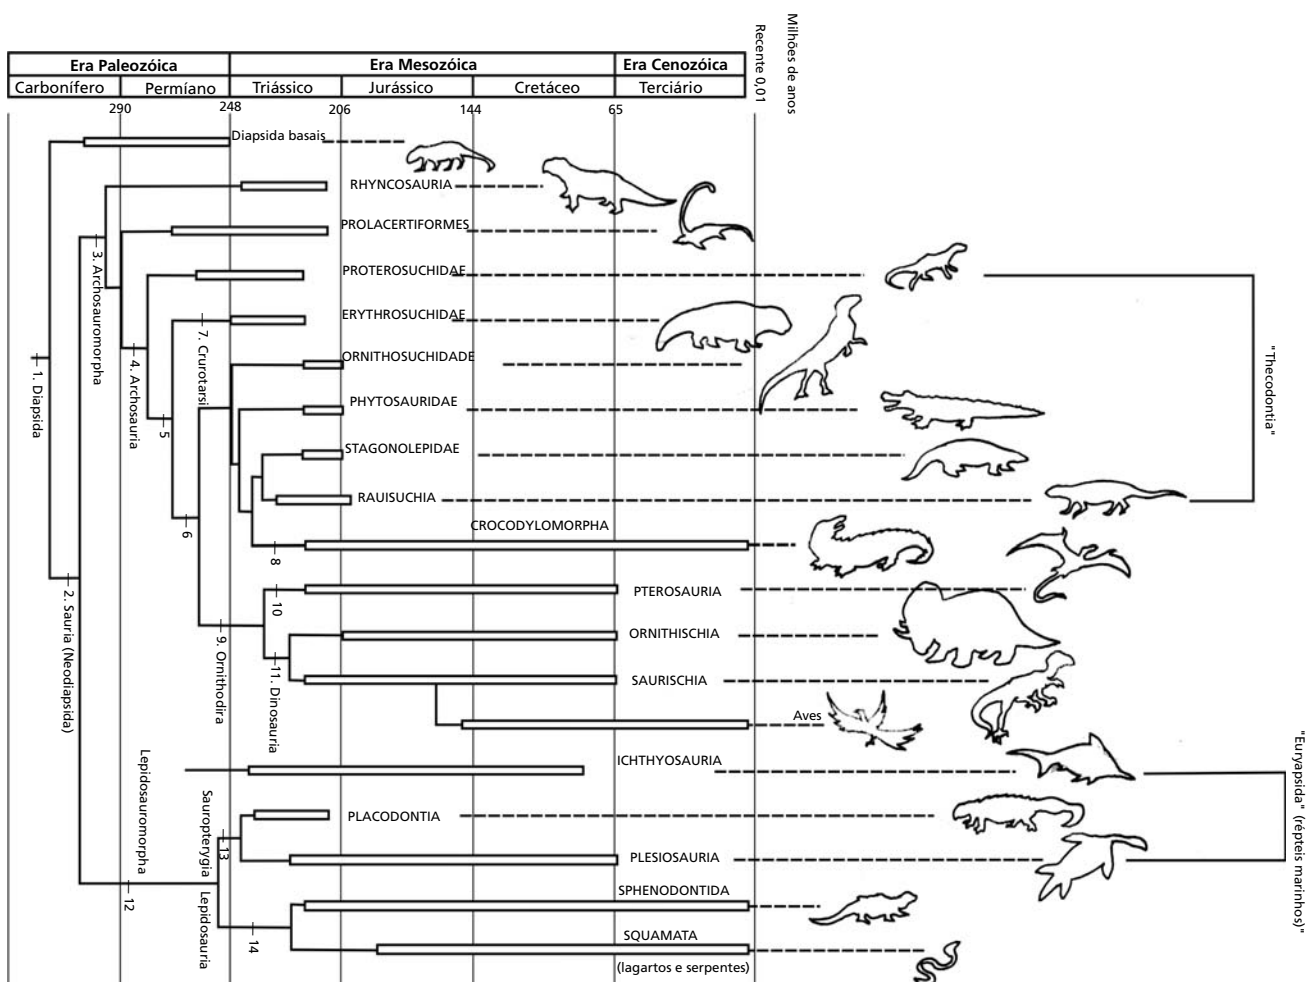 Milhões de anos
Recente 0,01
Era Paleozóica
Era Mesozóica
Era Cenozóica
Carbonífero
Permíano
Triássico
Jurássico
Cretáceo
Terciário
290
248
206
144
65
Diapsida basais
RHYNCOSAURIA
PROLACERTIFORMES
PROTEROSUCHIDAE
ERYTHROSUCHIDAE
ORNITHOSUCHIDADE
PHYTOSAURIDAE
STAGONOLEPIDAE
RAUISUCHIA
CROCODYLOMORPHA
PTEROSAURIA
ORNITHISCHIA
SAURISCHIA
Aves
ICHTHYOSAURIA
PLACODONTIA
PLESIOSAURIA
SPHENODONTIDA
SQUAMATA
(lagartos e serpentes)
1. Diapsida
2. Sauria (Neodiapsida)
3. Archosauromorpha
4. Archosauria
5
6
7. Crurotarsi
8
9. Ornithodira
10
11. Dinosauria
Lepidosauromorpha
12
Sauropterygia
13
Lepidosauria
14
"Thecodontia"
"Euryapsida" (répteis marinhos)"